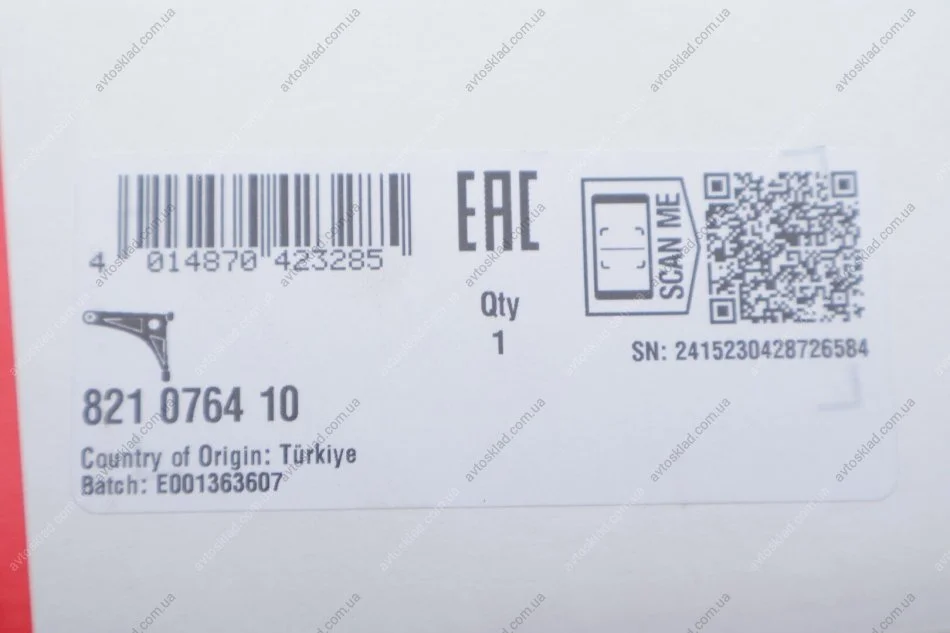 4 014870 423285
EAC
Qty
1
SCAN ME
SN: 2415230428726584
821 0764 10
Country of Origin: Türkiye
Batch: E001363607
avtosklad.com.ua